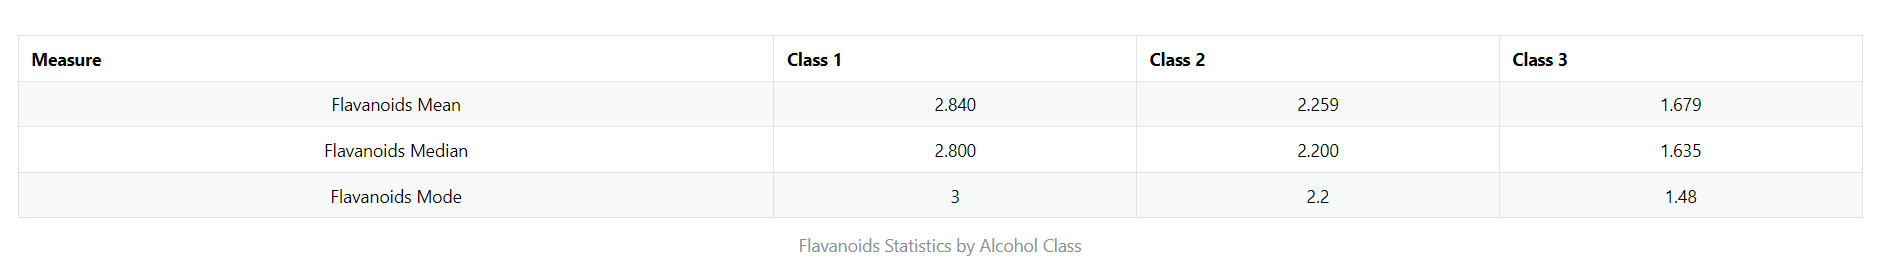 Measure Class 1 Class 2 Class 3
Flavanoids Mean 2.840 2.259 1.679
Flavanoids Median 2.800 2.200 1.635
Flavanoids Mode 3 2.2 1.48
Flavanoids Statistics by Alcohol Class